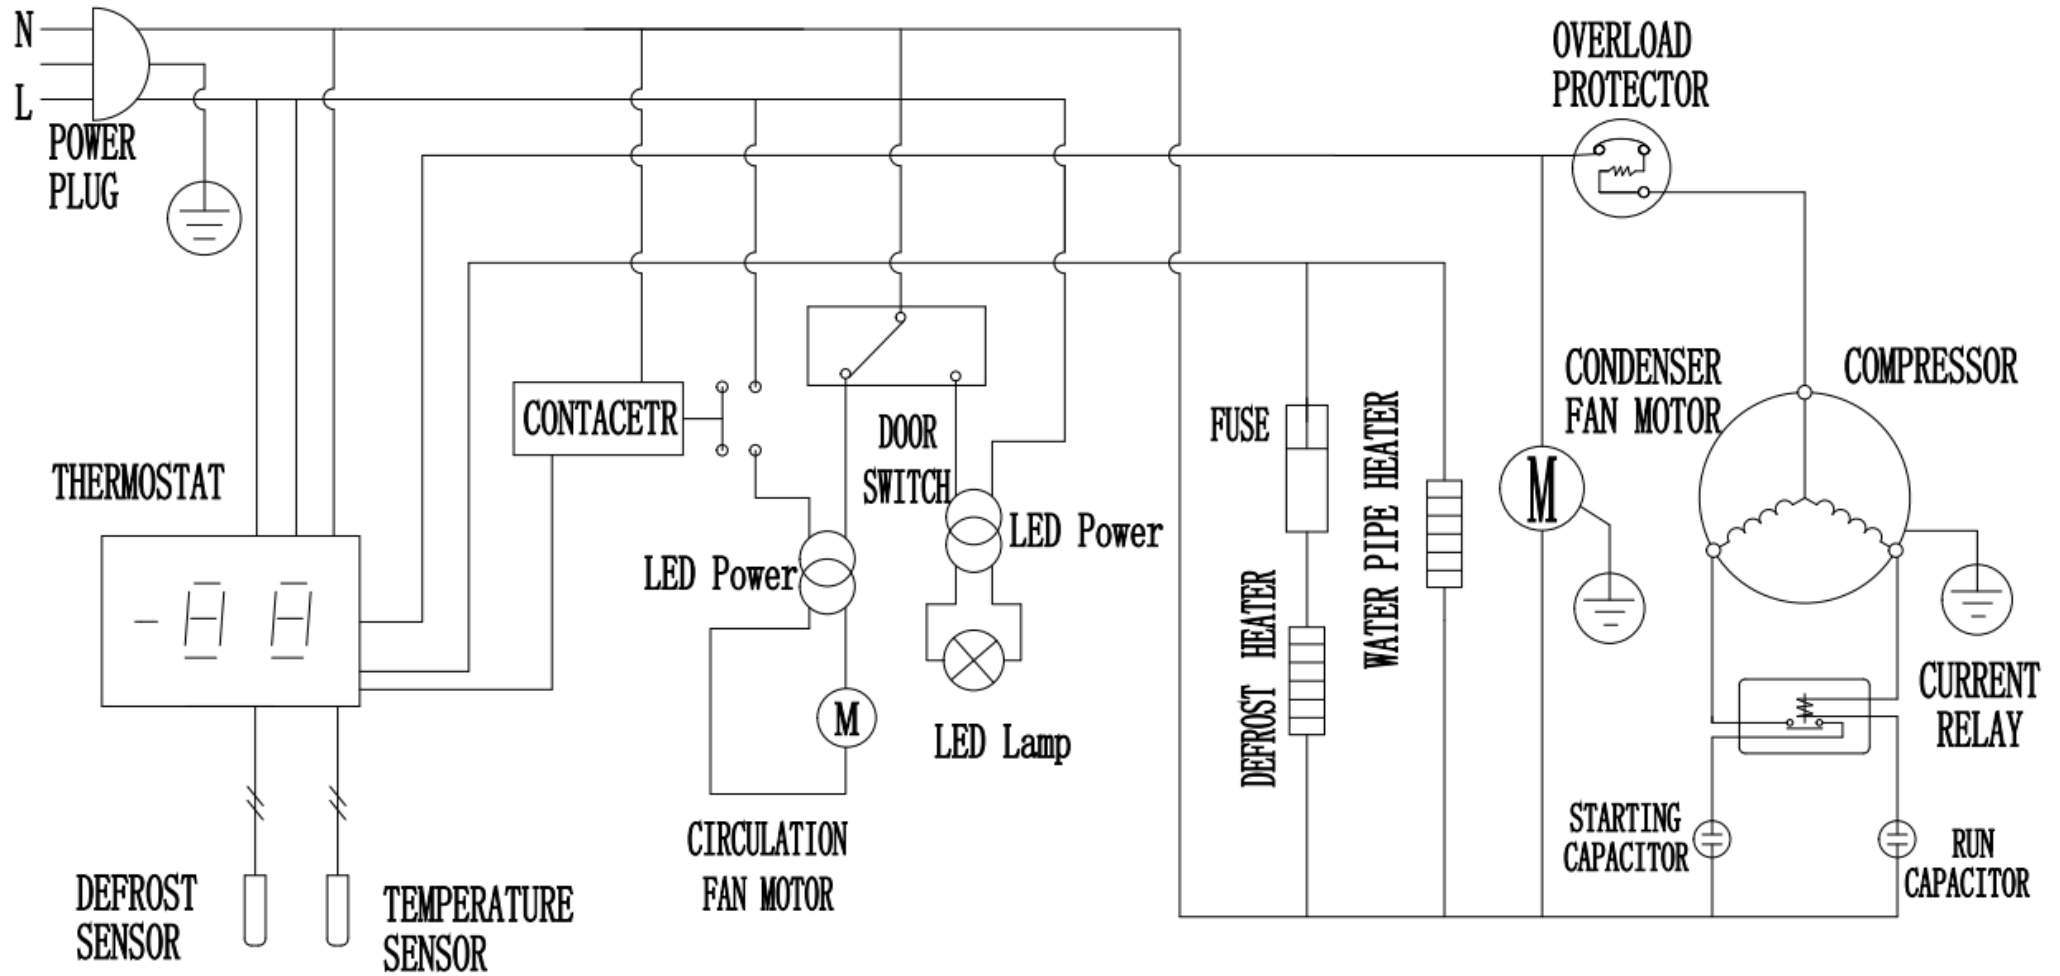 N
L
POWER
PLUG
OVERLOAD
PROTECTOR
CONTACETR
DOOR
SWITCH
THERMOSTAT
LED Power
LED Power
M
LED Lamp
CIRCULATION
FAN MOTOR
FUSE
DEFROST HEATER
WATER PIPE HEATER
CONDENSER
FAN MOTOR
M
COMPRESSOR
CURRENT
RELAY
STARTING
CAPACITOR
RUN
CAPACITOR
DEFROST
SENSOR
TEMPERATURE
SENSOR